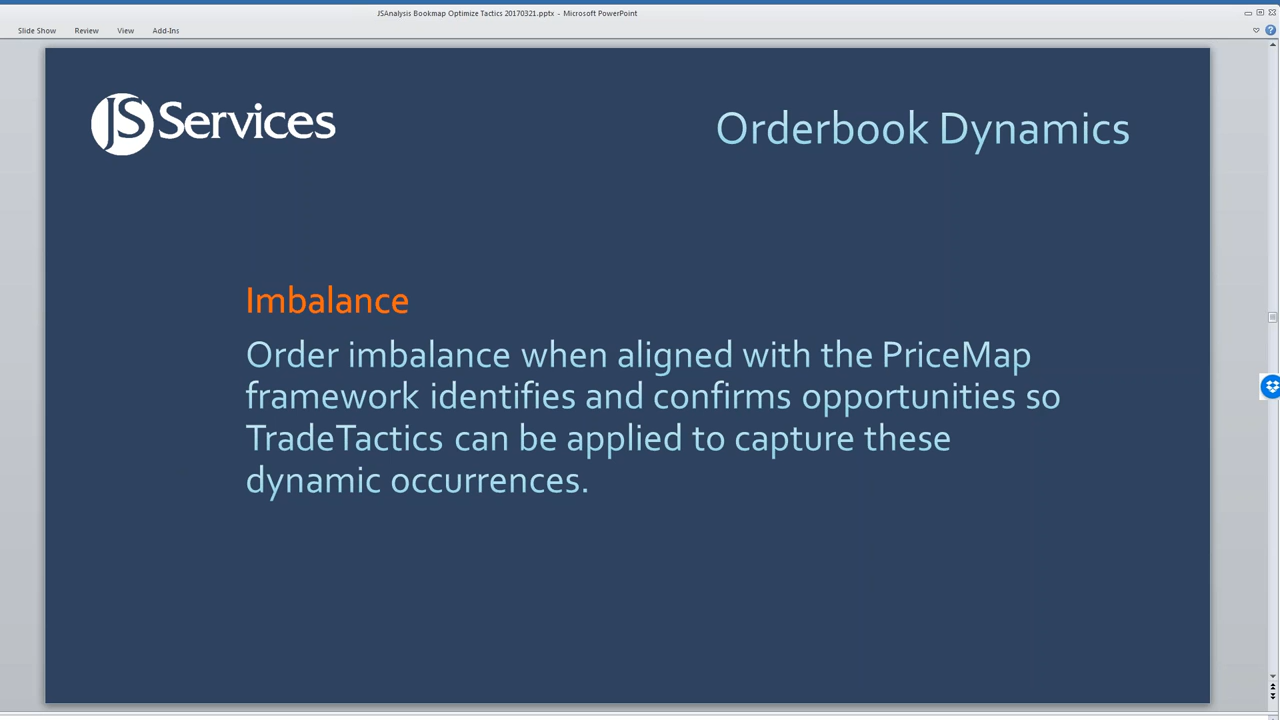 JSAnalysis Bookmap Optimize Tactics 20170321.pptx - Microsoft PowerPoint
Slide Show Review View Add-Ins
JS Services
Orderbook Dynamics
Imbalance
Order imbalance when aligned with the PriceMap
framework identifies and confirms opportunities so
TradeTactics can be applied to capture these
dynamic occurrences.